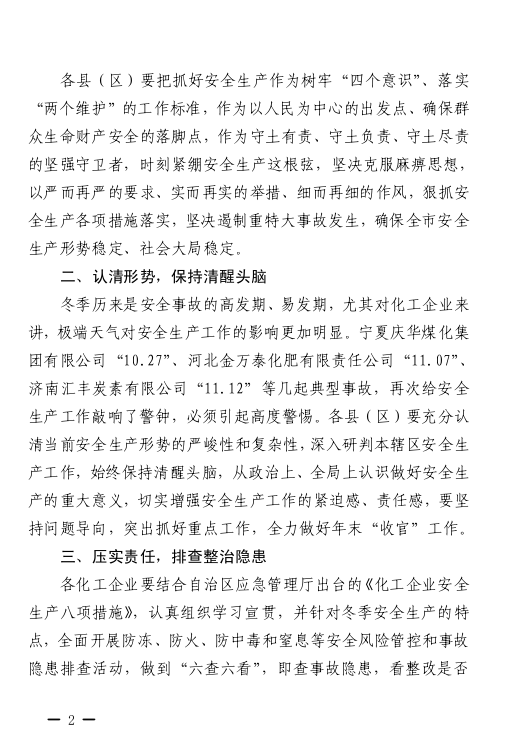 各县（区）要把抓好安全生产作为树牢“四个意识”、落实
“两个维护”的工作标准，作为以人民为中心的出发点、确保群
众生命财产安全的落脚点，作为守土有责、守土负责、守土尽责
的坚强守卫者，时刻紧绷安全生产这根弦，坚决克服麻痹思想，
以严而再严的要求、实而再实的举措、细而再细的作风，狠抓安
全生产各项措施落实，坚决遏制重特大事故发生，确保全市安全
生产形势稳定、社会大局稳定。
二、认清形势，保持清醒头脑
冬季历来是安全事故的高发期、易发期，尤其对化工企业来
讲，极端天气对安全生产工作的影响更加明显。宁夏庆华煤化集
团有限公司“10.27”、河北金万泰化肥有限责任公司“11.07”、
济南汇丰炭素有限公司“11.12”等几起典型事故，再次给安全
生产工作敲响了警钟，必须引起高度警惕。各县（区）要充分认
清当前安全生产形势的严峻性和复杂性，深入研判本辖区安全生
产工作，始终保持清醒头脑，从政治上、全局上认识做好安全生
产的重大意义，切实增强安全生产工作的紧迫感、责任感，要坚
持问题导向，突出抓好重点工作，全力做好年末“收官”工作。
三、压实责任，排查整治隐患
各化工企业要结合自治区应急管理厅出台的《化工企业安全
生产八项措施》，认真组织学习宣贯，并针对冬季安全生产的特
点，全面开展防冻、防火、防中毒和窒息等安全风险管控和事故
隐患排查活动，做到“六查六看”，即查事故隐患，看整改是否
— 2 —